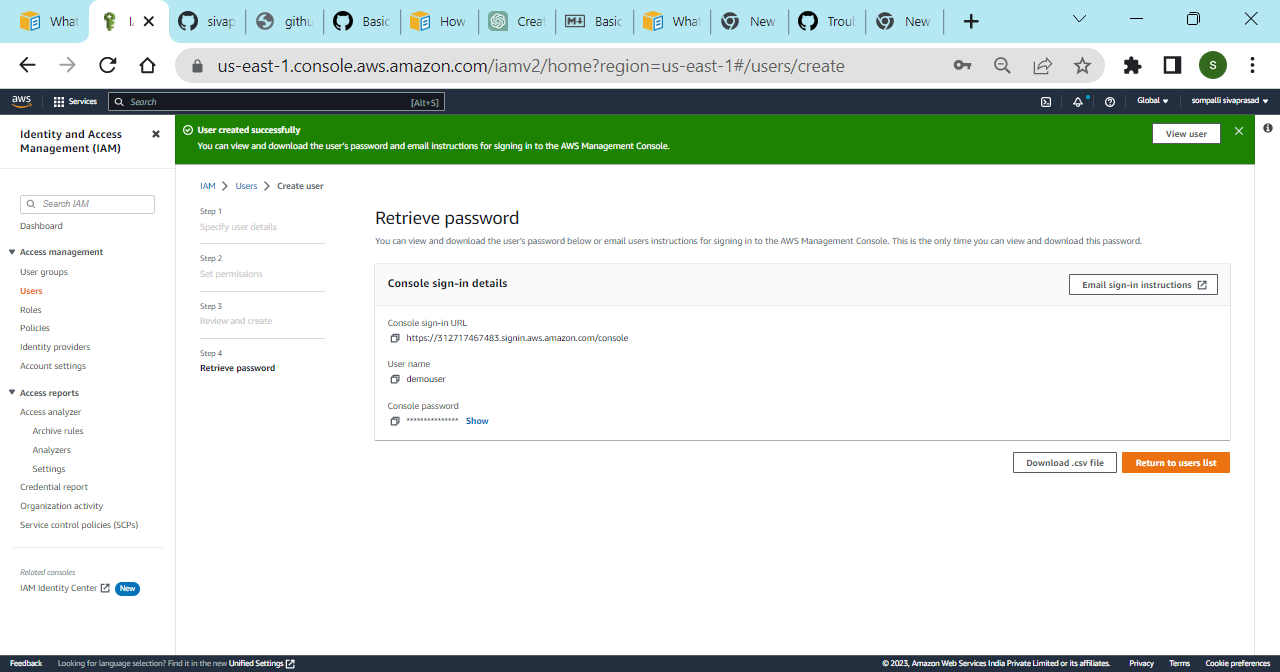 What
I.
sivap
githu
Basic
How
Creat
Basic
What
New
Troub
New
us-east-1.console.aws.amazon.com/iamv2/home?region=us-east-1#/users/create
S
aws
Services
Search
[Alt+S]
Global
sompalli sivaprasad
Identity and Access
Management (IAM)
Search IAM
Dashboard
Access management
User groups
Users
Roles
Policies
Identity providers
Account settings
Access reports
Access analyzer
Archive rules
Analyzers
Settings
Credential report
Organization activity
Service control policies (SCPs)
Related consoles
IAM Identity Center New
User created successfully
You can view and download the user's password and email instructions for signing in to the AWS Management Console.
View user
IAM > Users > Create user
Step 1
Specify user details
Step 2
Set permissions
Step 3
Review and create
Step 4
Retrieve password
Retrieve password
You can view and download the user's password below or email users instructions for signing in to the AWS Management Console. This is the only time you can view and download this password.
Console sign-in details
Email sign-in instructions
Console sign-in URL
https://312717467483.signin.aws.amazon.com/console
User name
demouser
Console password
*************** Show
Download .csv file
Return to users list
Feedback
Looking for language selection? Find it in the new Unified Settings
© 2023, Amazon Web Services India Private Limited or its affiliates.
Privacy
Terms
Cookie preferences